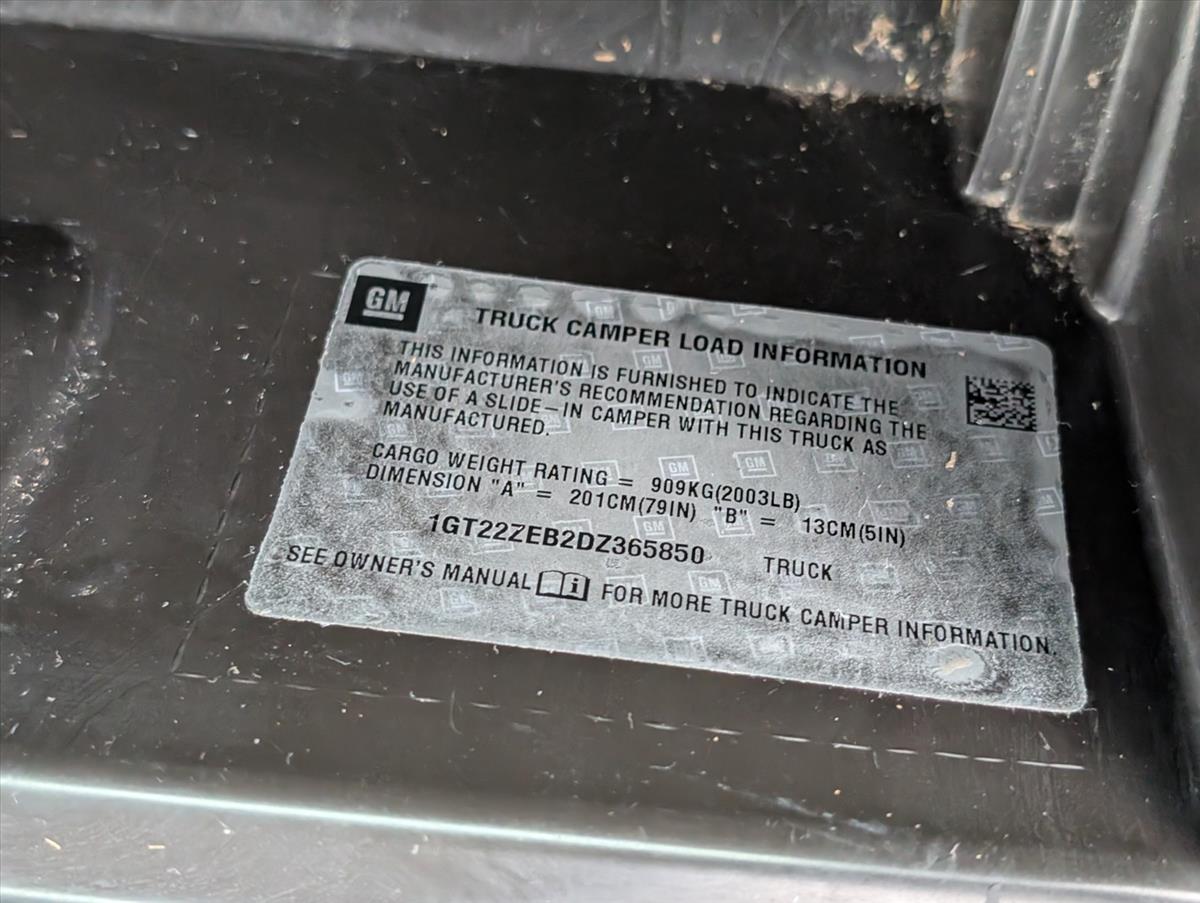 GM
TRUCK CAMPER LOAD INFORMATION
THIS INFORMATION IS FURNISHED TO INDICATE THE
MANUFACTURER'S RECOMMENDATION REGARDING THE
USE OF A SLIDE-IN CAMPER WITH THIS TRUCK AS
MANUFACTURED.
CARGO WEIGHT RATING = 909KG(2003LB)
DIMENSION "A" = 201CM(79IN) "B" = 13CM(5IN)
1GT22ZEB2DZ365850 TRUCK
SEE OWNER'S MANUAL FOR MORE TRUCK CAMPER INFORMATION.